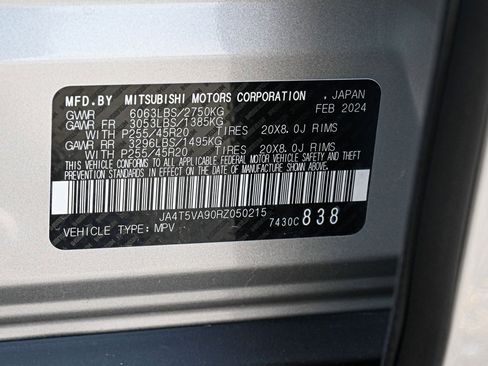 MFD.BY MITSUBISHI MOTORS CORPORATION . JAPAN
GVWR 6063LBS/2750KG FEB 2024
GAWR FR 3053LBS/1385KG
WITH P255/45R20 TIRES 20X8.0J RIMS
GAWR RR 3296LBS/1495KG
WITH P255/45R20 TIRES 20X8.0J RIMS
THIS VEHICLE CONFORMS TO ALL APPLICABLE FEDERAL MOTOR VEHICLE
SAFETY AND THEFT PREVENTION STANDARDS IN
EFFECT ON THE DATE OF MANUFACTURE SHOWN ABOVE.
JA4T5VA90RZ050215
VEHICLE TYPE: MPV 7430C838